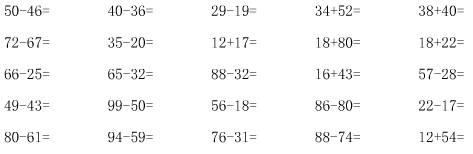 50-46= 40-36= 29-19= 34+52= 38+40=
72-67= 35-20= 12+17= 18+80= 18+22=
66-25= 65-32= 88-32= 16+43= 57-28=
49-43= 99-50= 56-18= 86-80= 22-17=
80-61= 94-59= 76-31= 88-74= 12+54=